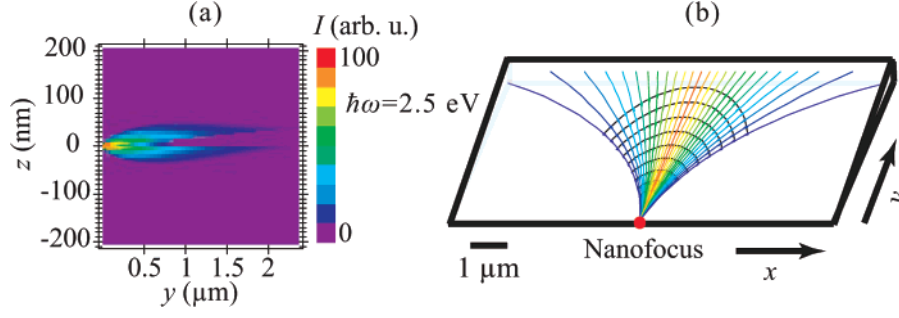 (a)
(b)
I (arb. u.)
200
100
0
-100
-200
z (nm)
0.5
1
1.5
2
y (μm)
100
0
ħω=2.5 eV
1 μm
Nanofocus
x
y